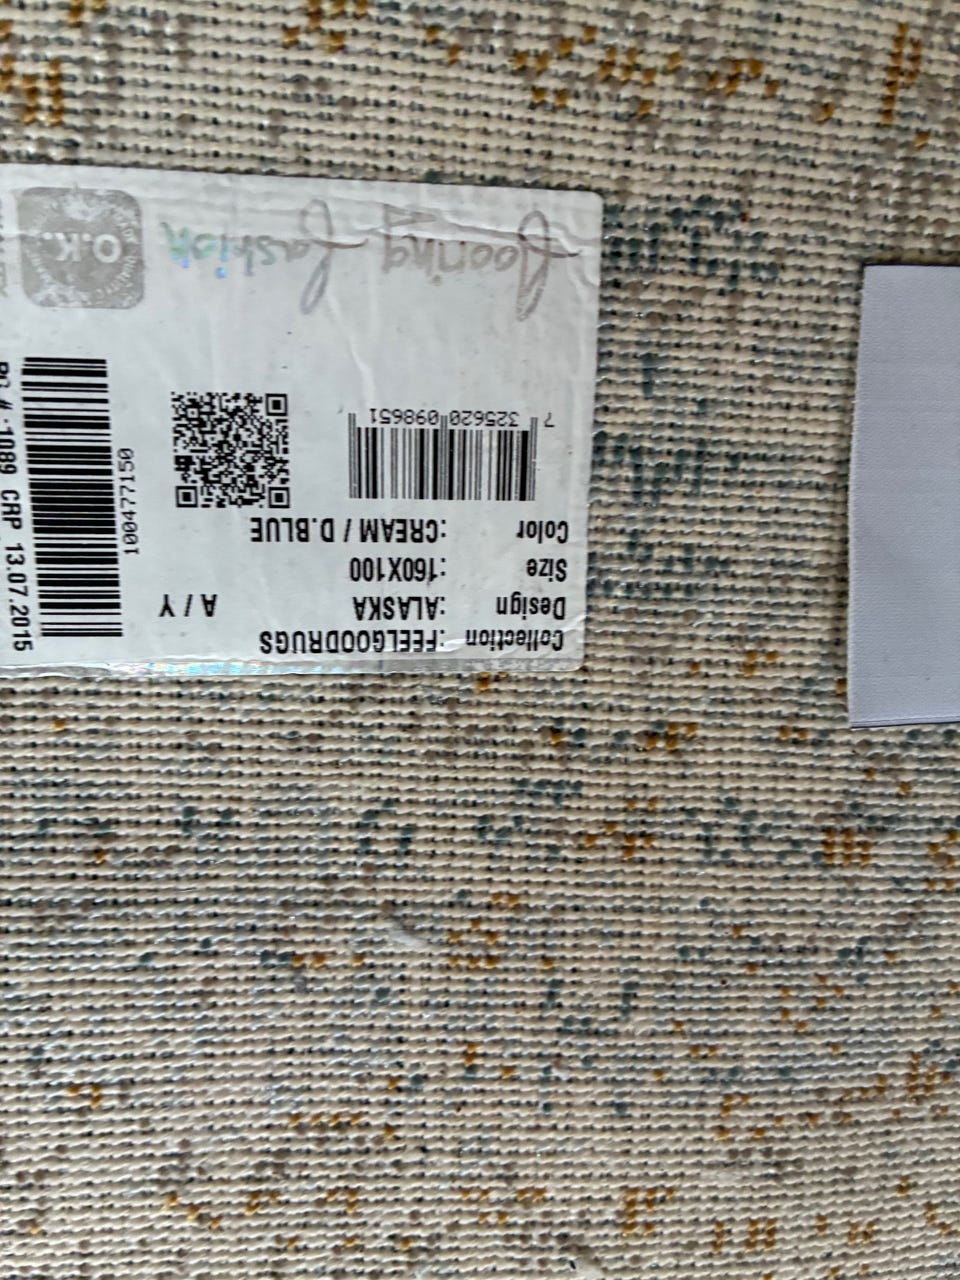 flooring fashion
O.K.
7 325620 098651
Color :CREAM / D.BLUE
Size :160X100
Design :ALASKA A / Y
Collection :FEELGOODRUGS
100477150
PC # 1089 CRP 13.07.2015